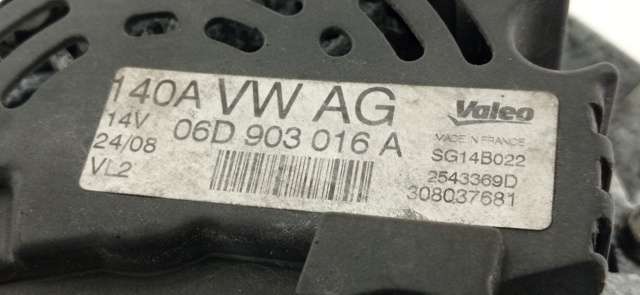 140A VW AG
14V 06D 903 016 A
24/08
VL2
Valeo
MADE IN FRANCE
SG14B022
2543369D
308037681